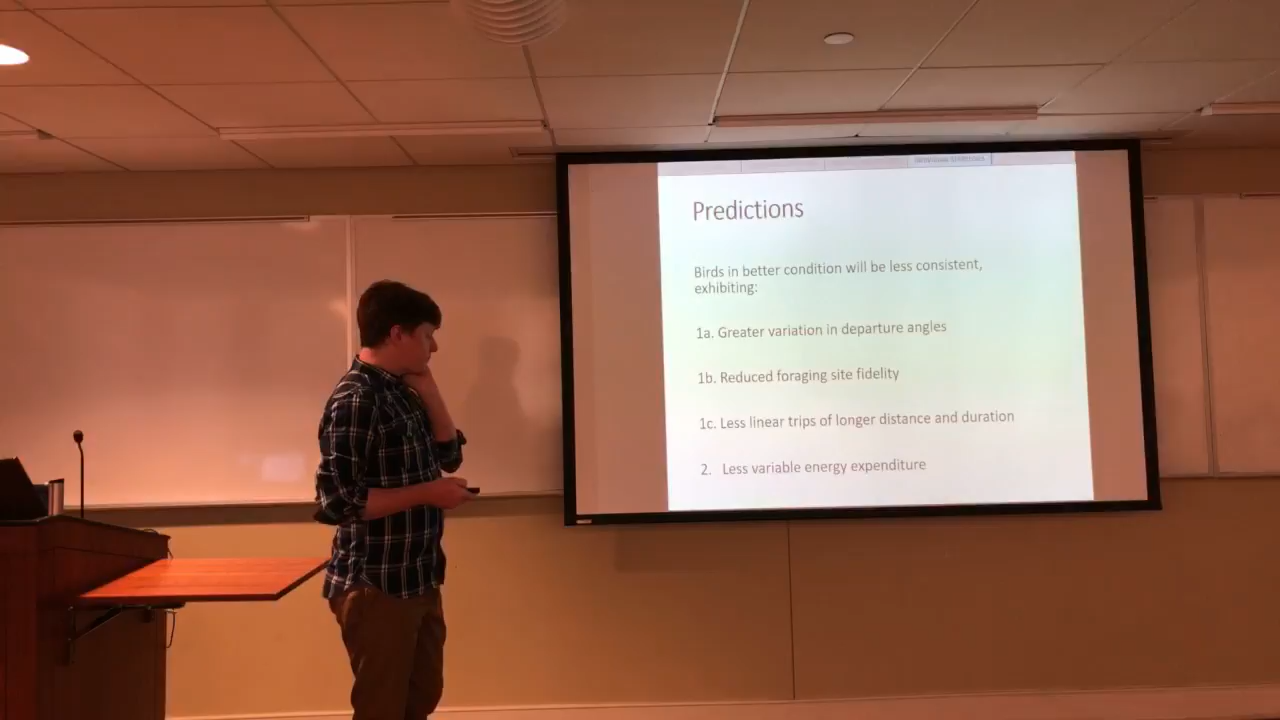 Predictions
Birds in better condition will be less consistent,
exhibiting:
1a. Greater variation in departure angles
1b. Reduced foraging site fidelity
1c. Less linear trips of longer distance and duration
2. Less variable energy expenditure